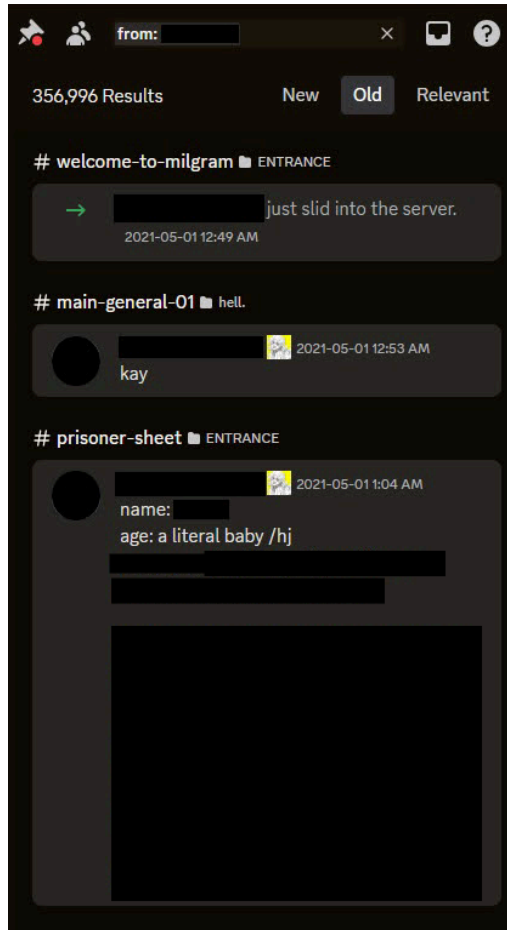 from:
356,996 Results New Old Relevant
# welcome-to-milgram ENTRANCE
just slid into the server.
2021-05-01 12:49 AM
# main-general-01 hell.
2021-05-01 12:53 AM
kay
# prisoner-sheet ENTRANCE
2021-05-01 1:04 AM
name:
age: a literal baby /hj